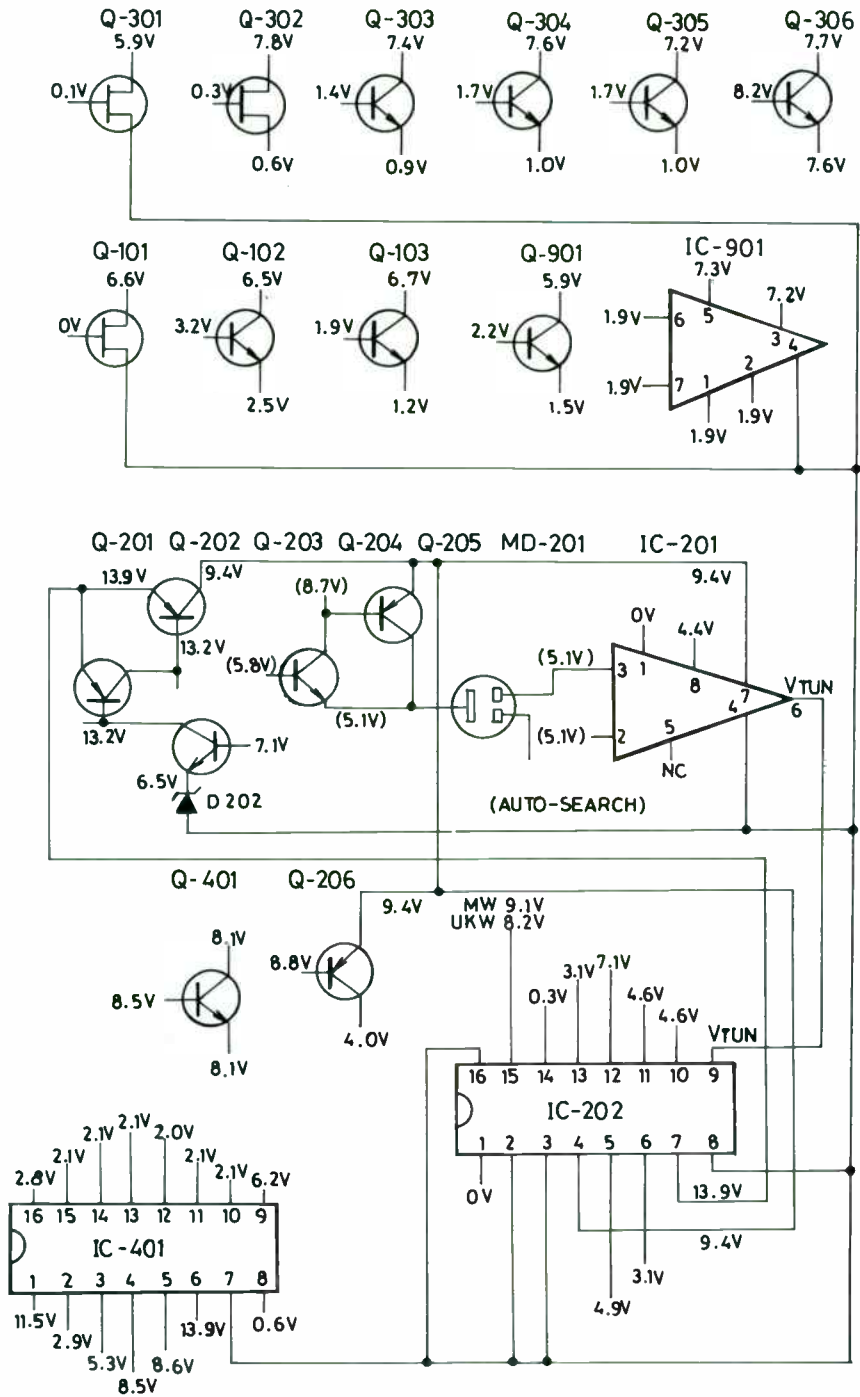 Q-301 Q-302 Q-303 Q-304 Q-305 Q-306
5.9V 7.8V 7.4V 7.6V 7.2V 7.7V
0.1V 0.3V 1.4V 1.7V 1.7V 8.2V
0.6V 0.9V 1.0V 1.0V 7.6V
Q-101 Q-102 Q-103 Q-901 IC-901
6.6V 6.5V 6.7V 5.9V 7.3V
7.2V
0V 3.2V 1.9V 2.2V 1.9V 6 5 3 4
1.9V 7 1 2
2.5V 1.2V 1.5V 1.9V 1.9V
Q-201 Q-202 Q-203 Q-204 Q-205 MD-201 IC-201
13.9V 9.4V (8.7V) 9.4V
0V 4.4V
13.2V (5.8V) (5.1V) 3 1 8 7 VTUN
13.2V 7.1V (5.1V) (5.1V) 2 5 4 6
6.5V D 202 NC
(AUTO-SEARCH)
Q-401 Q-206
9.4V MW 9.1V
UKW 8.2V
8.1V 8.8V
8.5V 0.3V 3.1V 7.1V 4.6V 4.6V VTUN
8.1V 4.0V
16 15 14 13 12 11 10 9
IC-202
1 2 3 4 5 6 7 8
0V 13.9V
9.4V
4.9V 3.1V
2.8V 2.1V 2.1V 2.1V 2.0V 2.1V 2.1V 6.2V
16 15 14 13 12 11 10 9
IC-401
1 2 3 4 5 6 7 8
11.5V 2.9V 5.3V 8.5V 8.6V 13.9V 0.6V